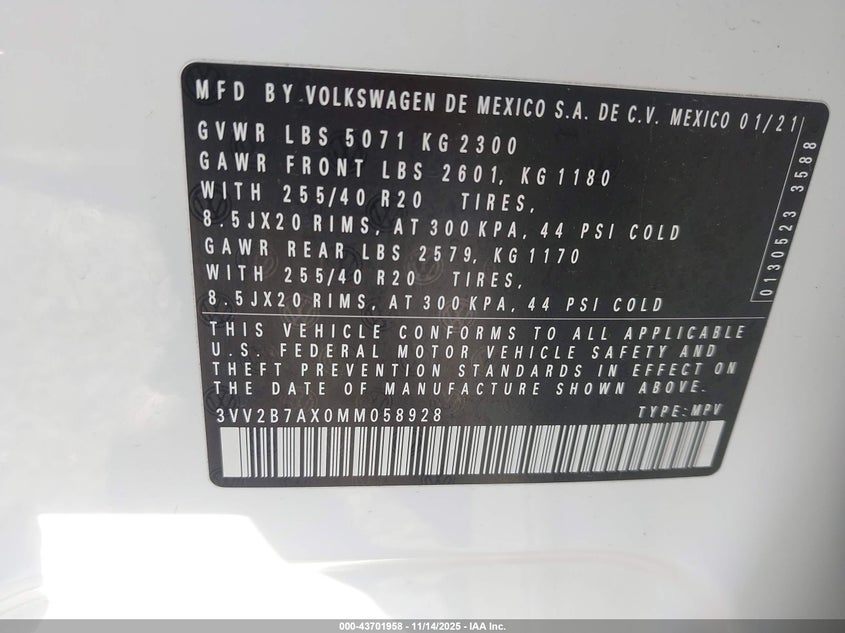 MFD BY VOLKSWAGEN DE MEXICO S.A. DE C.V. MEXICO 01/21
GVWR LBS 5071 KG 2300
GAWR FRONT LBS 2601, KG 1180
WITH 255/40 R20 TIRES,
8.5JX20 RIMS, AT 300 KPA, 44 PSI COLD
GAWR REAR LBS 2579, KG 1170
WITH 255/40 R20 TIRES,
8.5JX20 RIMS, AT 300 KPA, 44 PSI COLD
0130523 3588
THIS VEHICLE CONFORMS TO ALL APPLICABLE
U.S. FEDERAL MOTOR VEHICLE SAFETY AND
THEFT PREVENTION STANDARDS IN EFFECT ON
THE DATE OF MANUFACTURE SHOWN ABOVE.
3VV2B7AX0MM058928 TYPE: MPV
000-43701958 - 11/14/2025 - IAA Inc.